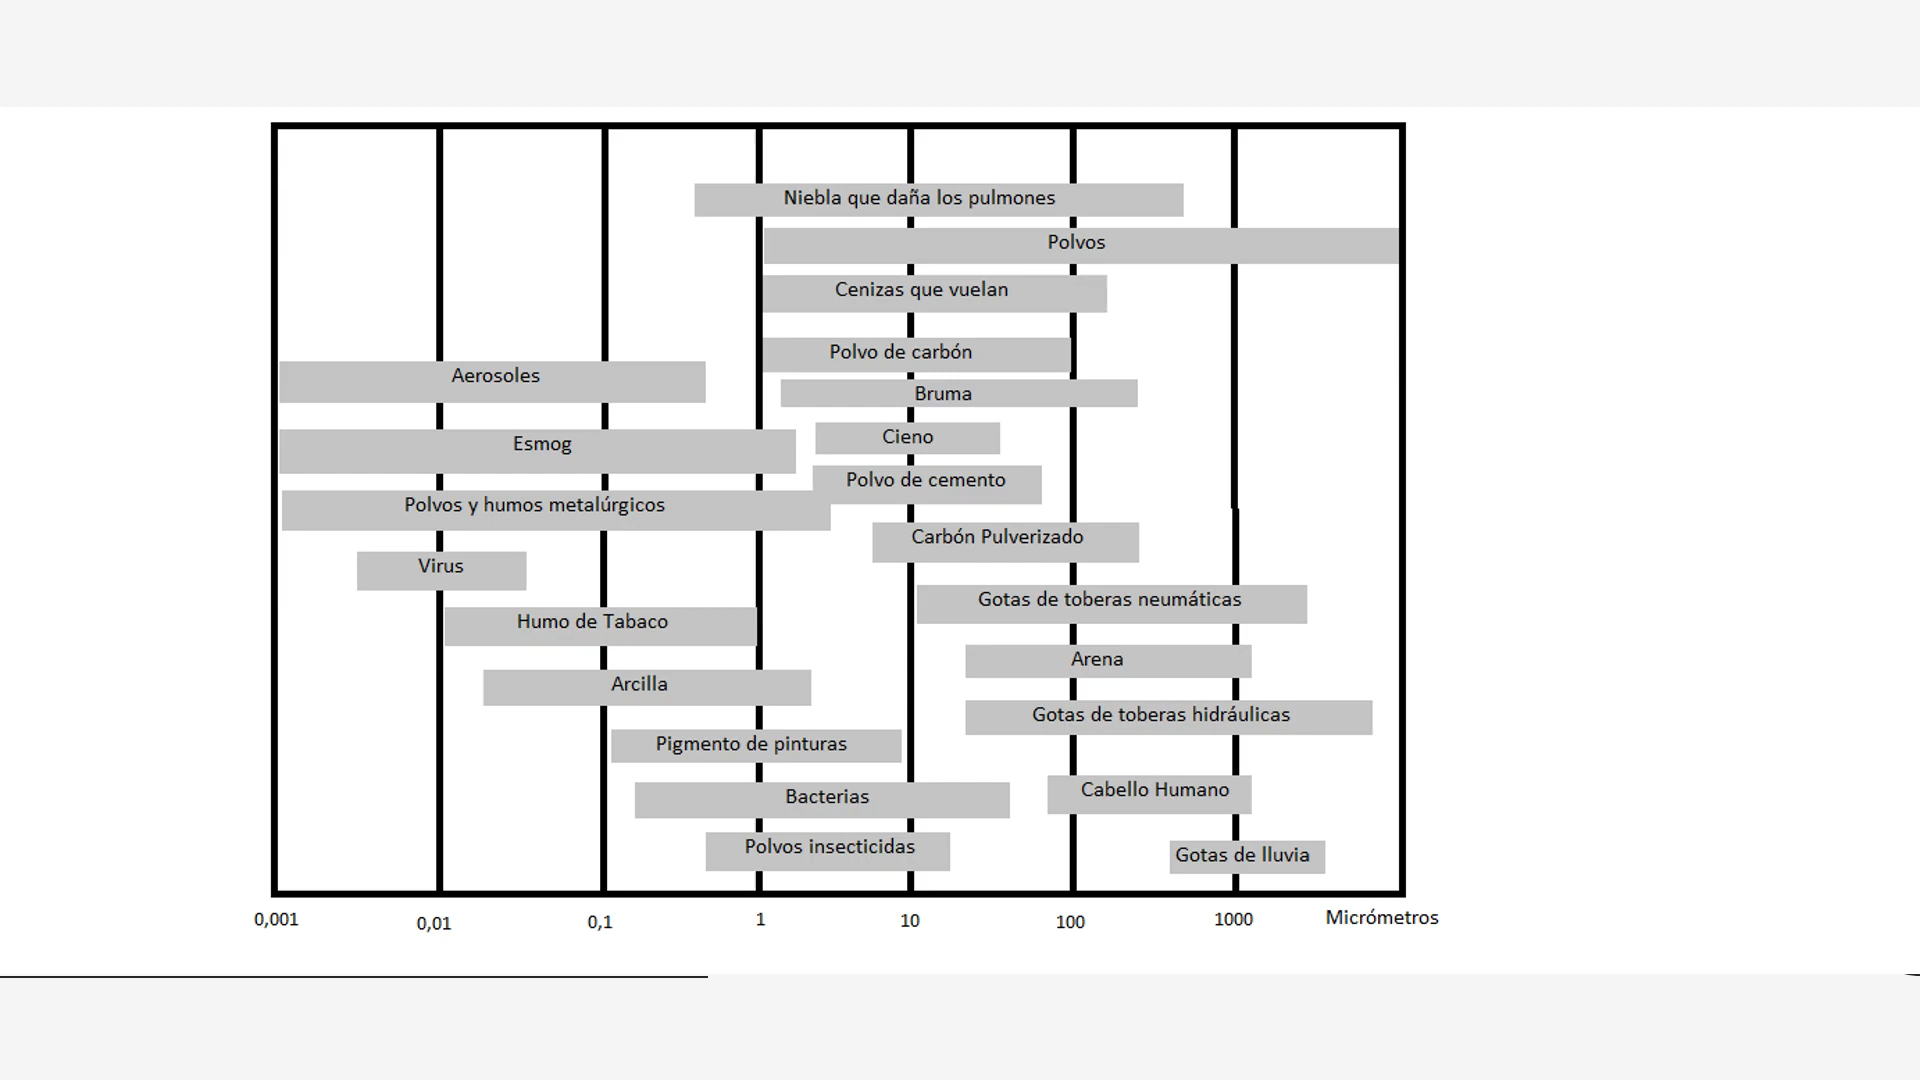 Niebla que daña los pulmones
Polvos
Cenizas que vuelan
Polvo de carbón
Aerosoles
Bruma
Cieno
Esmog
Polvo de cemento
Polvos y humos metalúrgicos
Carbón Pulverizado
Virus
Gotas de toberas neumáticas
Humo de Tabaco
Arena
Arcilla
Gotas de toberas hidráulicas
Pigmento de pinturas
Cabello Humano
Bacterias
Polvos insecticidas
Gotas de lluvia
0,001 0,01 0,1 1 10 100 1000 Micrómetros